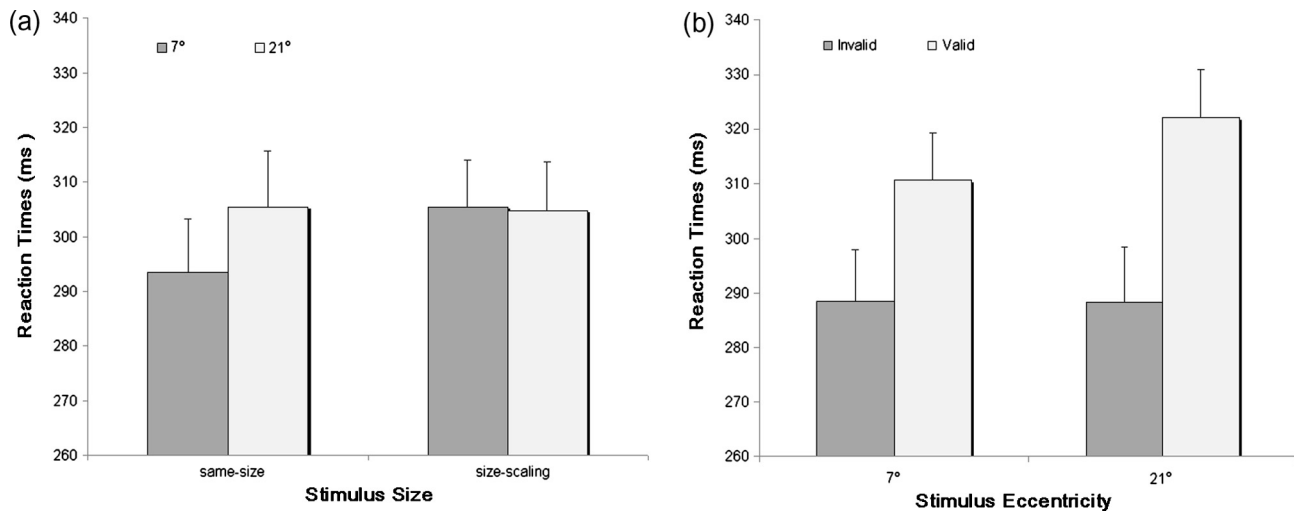 (a)
7° 21°
340
330
320
310
300
290
280
270
260
Reaction Times (ms )
same-size size-scaling
Stimulus Size
(b)
Invalid Valid
340
330
320
310
300
290
280
270
260
Reaction Times (ms)
7° 21°
Stimulus Eccentricity